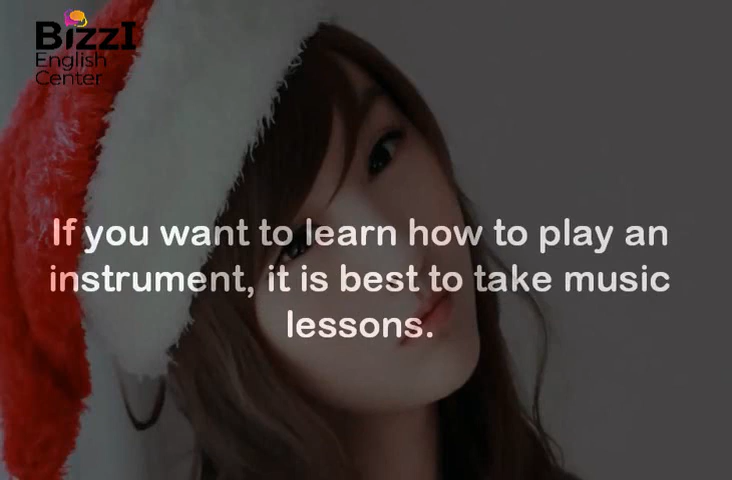 BizzI
English
Center
If you want to learn how to play an
instrument, it is best to take music
lessons.